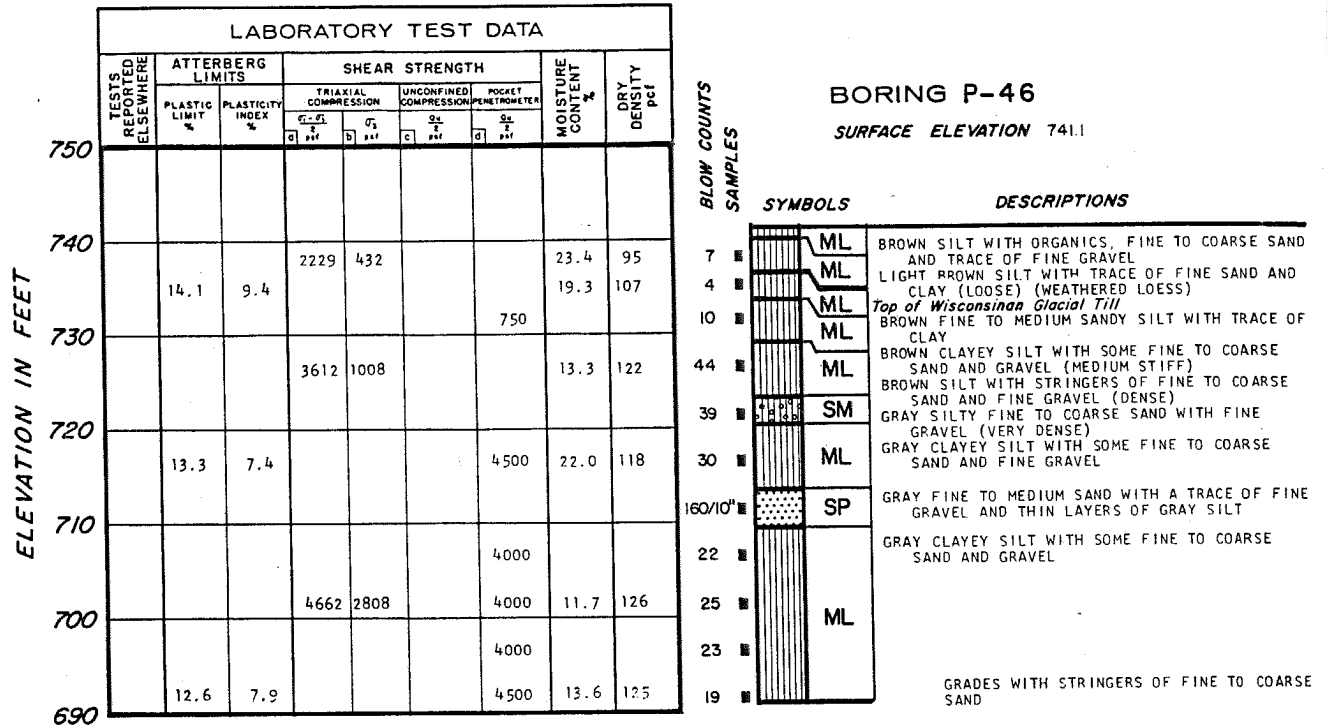 LABORATORY TEST DATA
TESTS REPORTED ELSEWHERE
ATTERBERG LIMITS
SHEAR STRENGTH
MOISTURE CONTENT %
DRY DENSITY pcf
PLASTIC LIMIT %
PLASTICITY INDEX %
TRIAXIAL COMPRESSION
UNCONFINED COMPRESSION
POCKET PENETROMETER
a
psf
b
psf
c
psf
d
psf
ELEVATION IN FEET
750
740
2229 432 23.4 95
14.1 9.4 19.3 107
750
730
3612 1008 13.3 122
720
13.3 7.4 4500 22.0 118
710
4000
4662 2808 4000 11.7 126
700
4000
12.6 7.9 4500 13.6 125
690
BORING P-46
SURFACE ELEVATION 741.1
BLOW COUNTS
SAMPLES
SYMBOLS
DESCRIPTIONS
7
4
10
44
39
30
160/10"
22
25
23
19
ML
ML
ML
ML
ML
SM
ML
SP
ML
BROWN SILT WITH ORGANICS, FINE TO COARSE SAND
AND TRACE OF FINE GRAVEL
LIGHT BROWN SILT WITH TRACE OF FINE SAND AND
CLAY (LOOSE) (WEATHERED LOESS)
Top of Wisconsinan Glacial Till
BROWN FINE TO MEDIUM SANDY SILT WITH TRACE OF
CLAY
BROWN CLAYEY SILT WITH SOME FINE TO COARSE
SAND AND GRAVEL (MEDIUM STIFF)
BROWN SILT WITH STRINGERS OF FINE TO COARSE
SAND AND FINE GRAVEL (DENSE)
GRAY SILTY FINE TO COARSE SAND WITH FINE
GRAVEL (VERY DENSE)
GRAY CLAYEY SILT WITH SOME FINE TO COARSE
SAND AND FINE GRAVEL
GRAY FINE TO MEDIUM SAND WITH A TRACE OF FINE
GRAVEL AND THIN LAYERS OF GRAY SILT
GRAY CLAYEY SILT WITH SOME FINE TO COARSE
SAND AND GRAVEL
GRADES WITH STRINGERS OF FINE TO COARSE
SAND